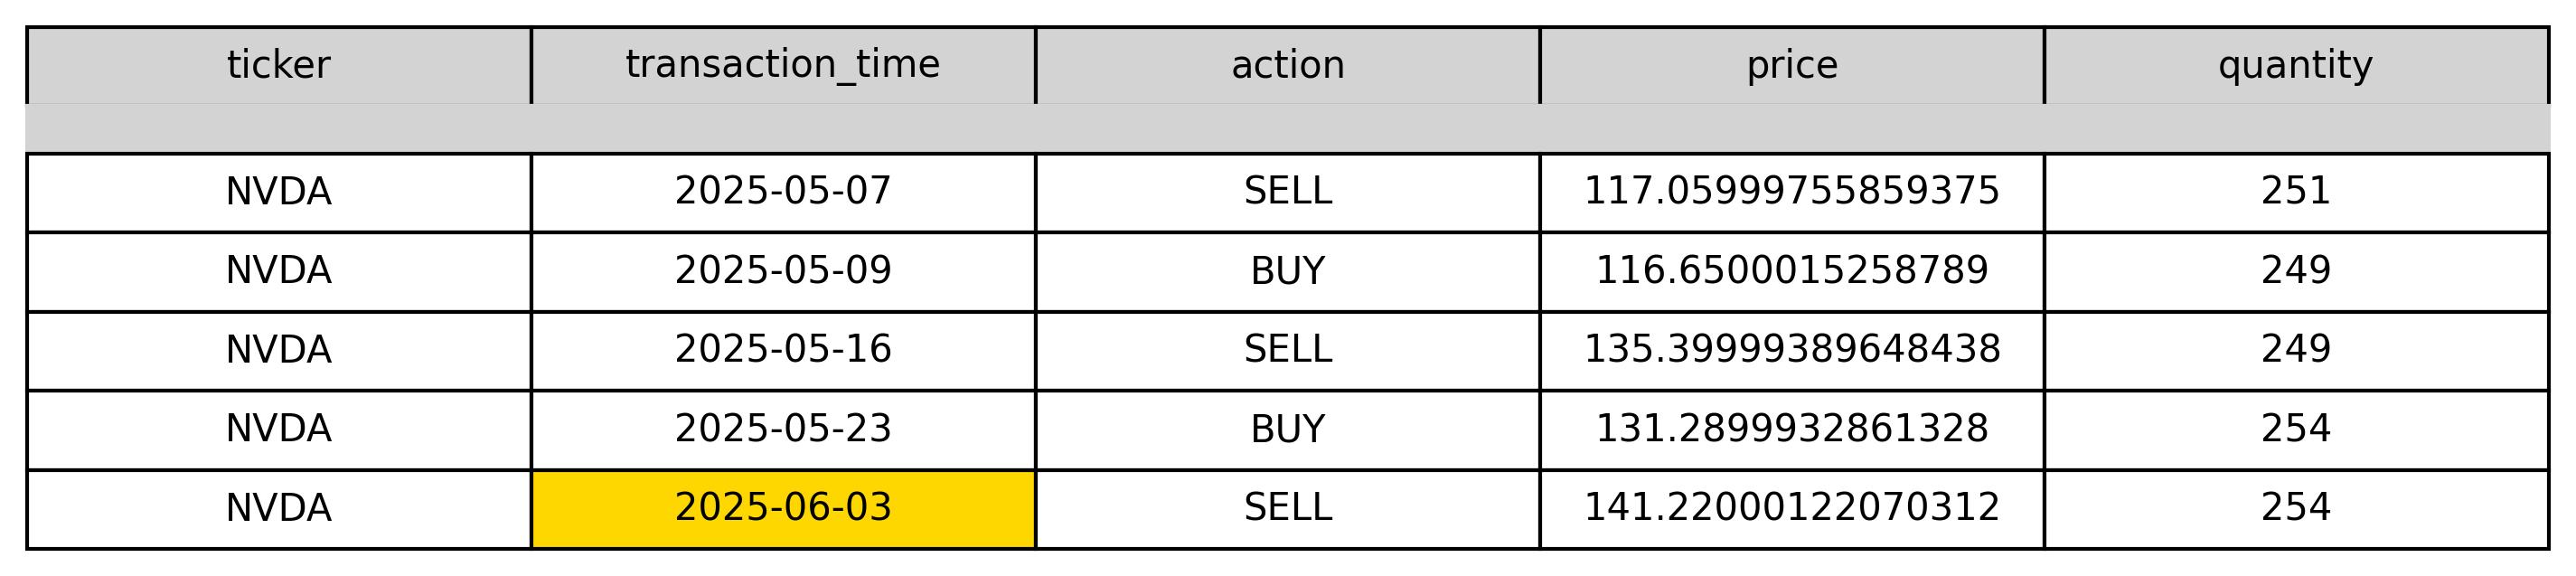 ticker transaction_time action price quantity
NVDA 2025-05-07 SELL 117.05999755859375 251
NVDA 2025-05-09 BUY 116.6500015258789 249
NVDA 2025-05-16 SELL 135.39999389648438 249
NVDA 2025-05-23 BUY 131.2899932861328 254
NVDA 2025-06-03 SELL 141.22000122070312 254